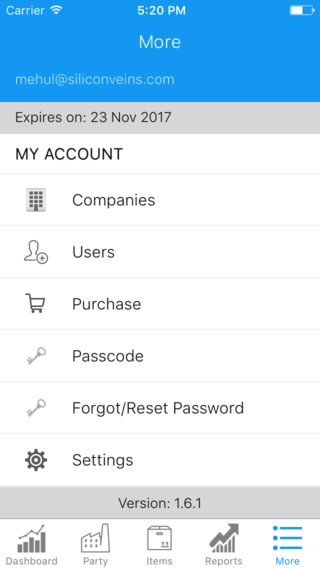 Carrier 5:20 PM
More
mehul@siliconveins.com
Expires on: 23 Nov 2017
MY ACCOUNT
Companies
Users
Purchase
Passcode
Forgot/Reset Password
Settings
Version: 1.6.1
Dashboard Party Items Reports More